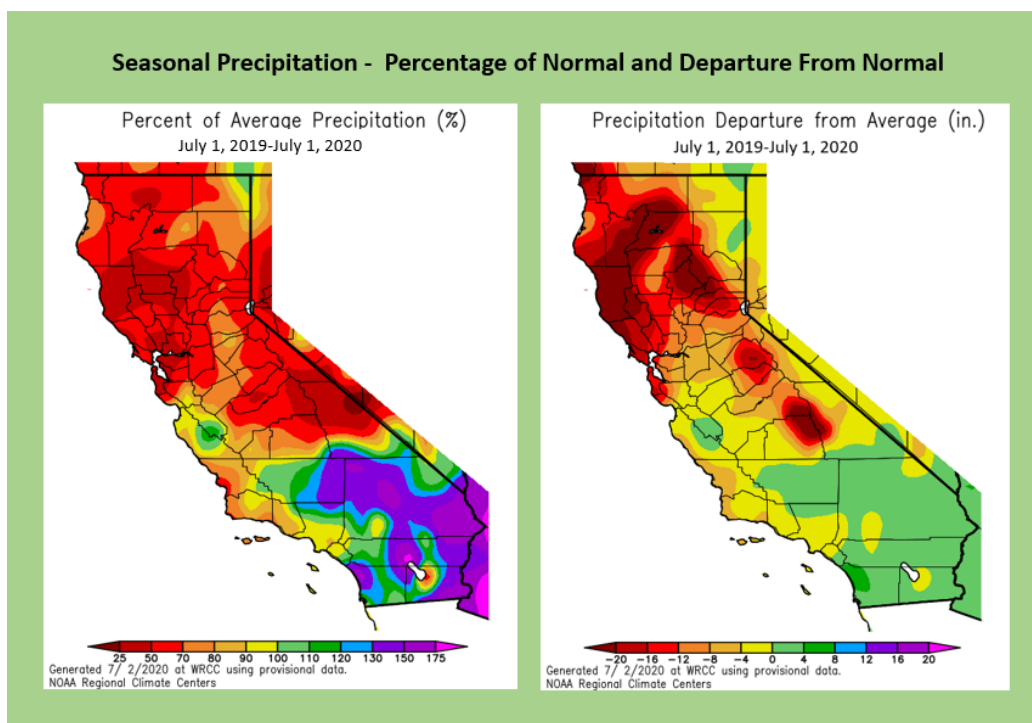 Seasonal Precipitation -  Percentage of Normal and Departure From Normal
Percent of Average Precipitation (%)
July 1, 2019-July 1, 2020
25 50 70 80 90 100 110 120 130 150 175
Generated 7/ 2/2020 at WRCC using provisional data.
NOAA Regional Climate Centers
Precipitation Departure from Average (in.)
July 1, 2019-July 1, 2020
-20 -16 -12 -8 -4 0 4 8 12 16 20
Generated 7/ 2/2020 at WRCC using provisional data.
NOAA Regional Climate Centers